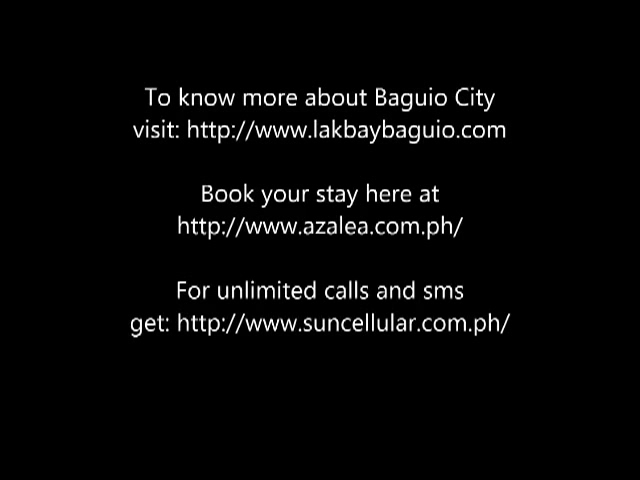 To know more about Baguio City
visit: http://www.lakbaybaguio.com
Book your stay here at
http://www.azalea.com.ph/
For unlimited calls and sms
get: http://www.suncellular.com.ph/